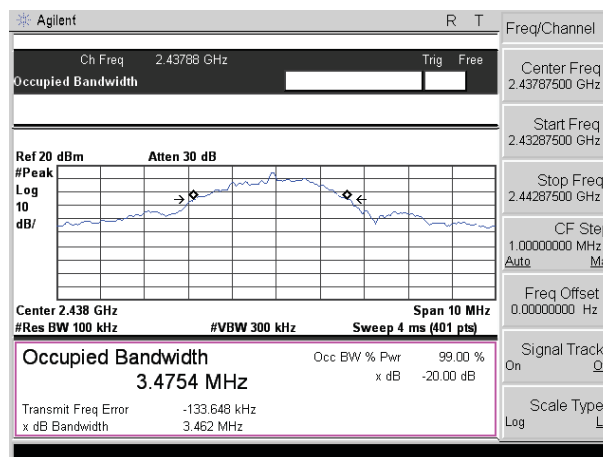 Agilent R T
Freq/Channel
Ch Freq 2.43788 GHz Trig Free
Occupied Bandwidth
Center Freq
2.43787500 GHz
Start Freq
2.43287500 GHz
Stop Freq
2.44287500 GHz
CF Step
1.00000000 MHz
Auto Ma
Freq Offset
0.00000000 Hz
Signal Track
On O
Scale Type
Log L
Ref 20 dBm Atten 30 dB
#Peak
Log
10
dB/
Center 2.438 GHz Span 10 MHz
#Res BW 100 kHz #VBW 300 kHz Sweep 4 ms (401 pts)
Occupied Bandwidth Occ BW % Pwr 99.00 %
3.4754 MHz x dB -20.00 dB
Transmit Freq Error -133.648 kHz
x dB Bandwidth 3.462 MHz